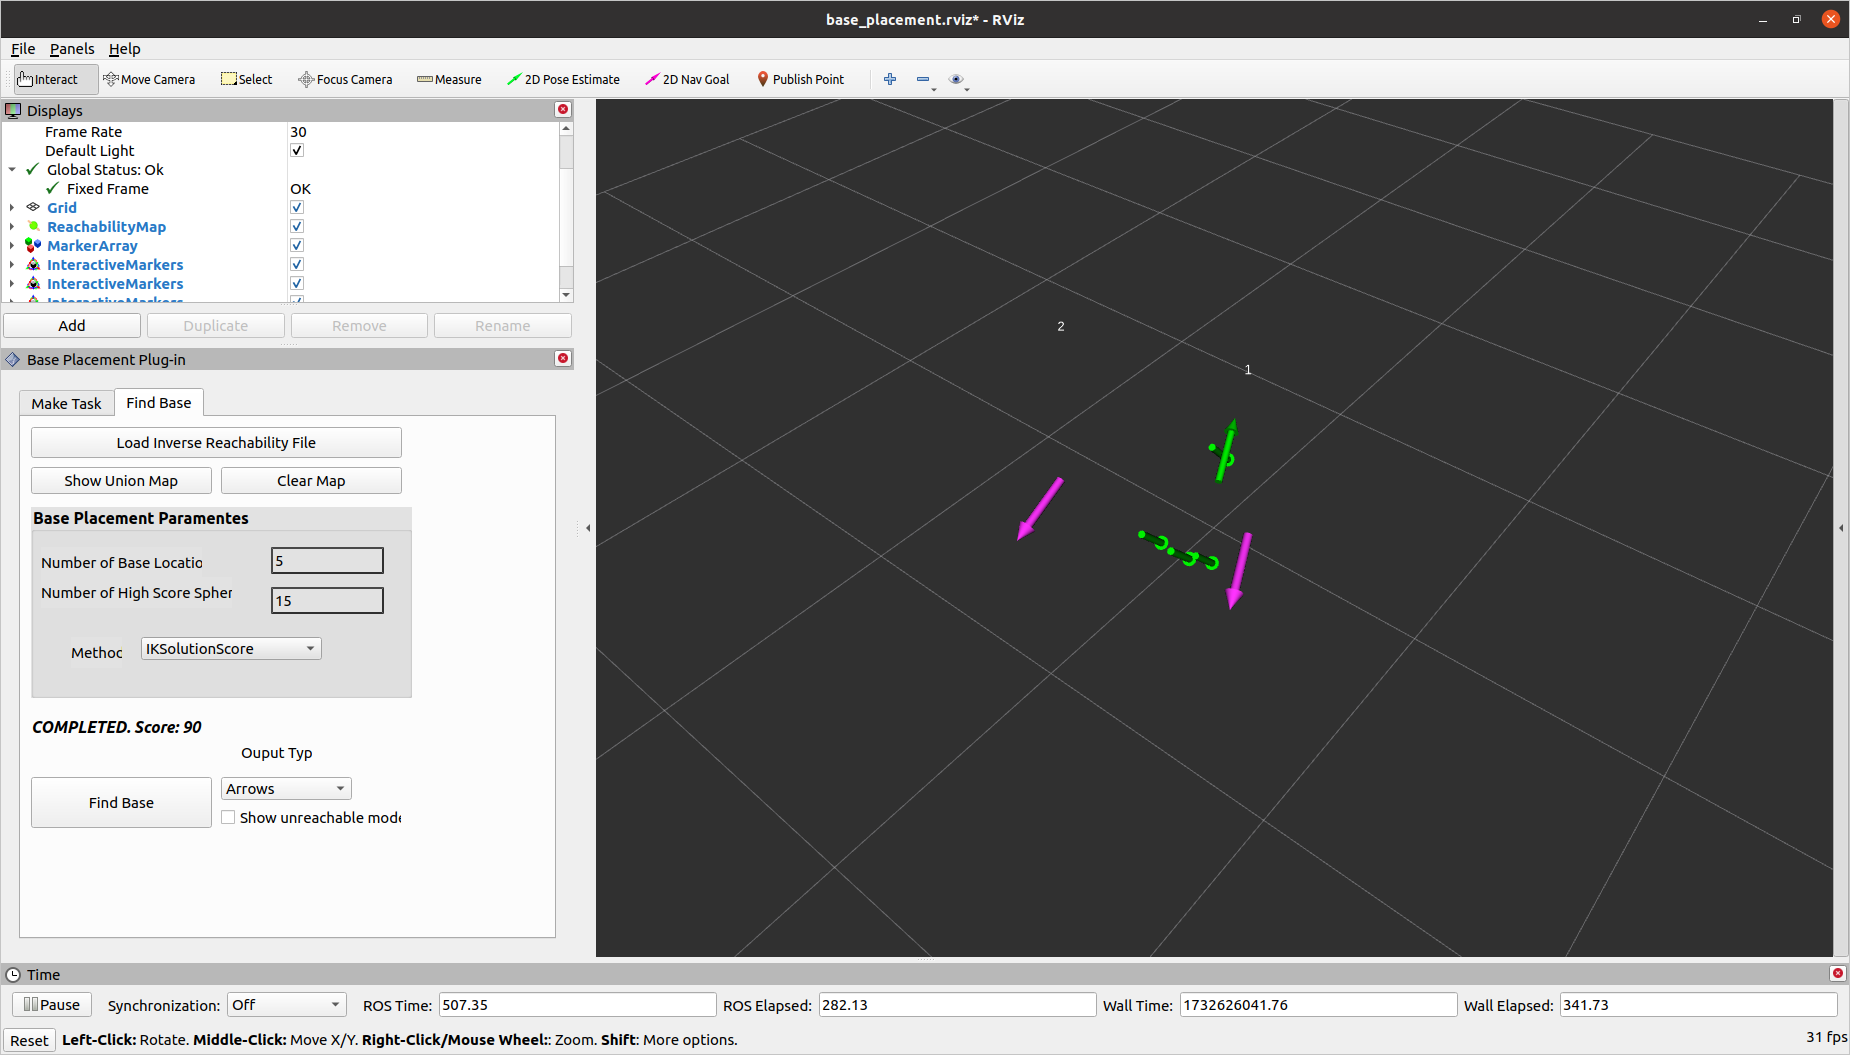 base_placement.rviz* - RViz
File Panels Help
Interact Move Camera Select Focus Camera Measure 2D Pose Estimate 2D Nav Goal Publish Point
Displays
Frame Rate 30
Default Light
Global Status: Ok
Fixed Frame OK
Grid
ReachabilityMap
MarkerArray
InteractiveMarkers
InteractiveMarkers
InteractiveMarkers
Add Duplicate Remove Rename
Base Placement Plug-in
Make Task Find Base
Load Inverse Reachability File
Show Union Map Clear Map
Base Placement Paramentes
Number of Base Locatio 5
Number of High Score Spher 15
Method IKSolutionScore
COMPLETED. Score: 90
Ouput Typ
Find Base Arrows
Show unreachable mode
2
1
Time
Pause Synchronization: Off ROS Time: 507.35 ROS Elapsed: 282.13 Wall Time: 1732626041.76 Wall Elapsed: 341.73
Reset Left-Click: Rotate. Middle-Click: Move X/Y. Right-Click/Mouse Wheel:: Zoom. Shift: More options. 31 fps